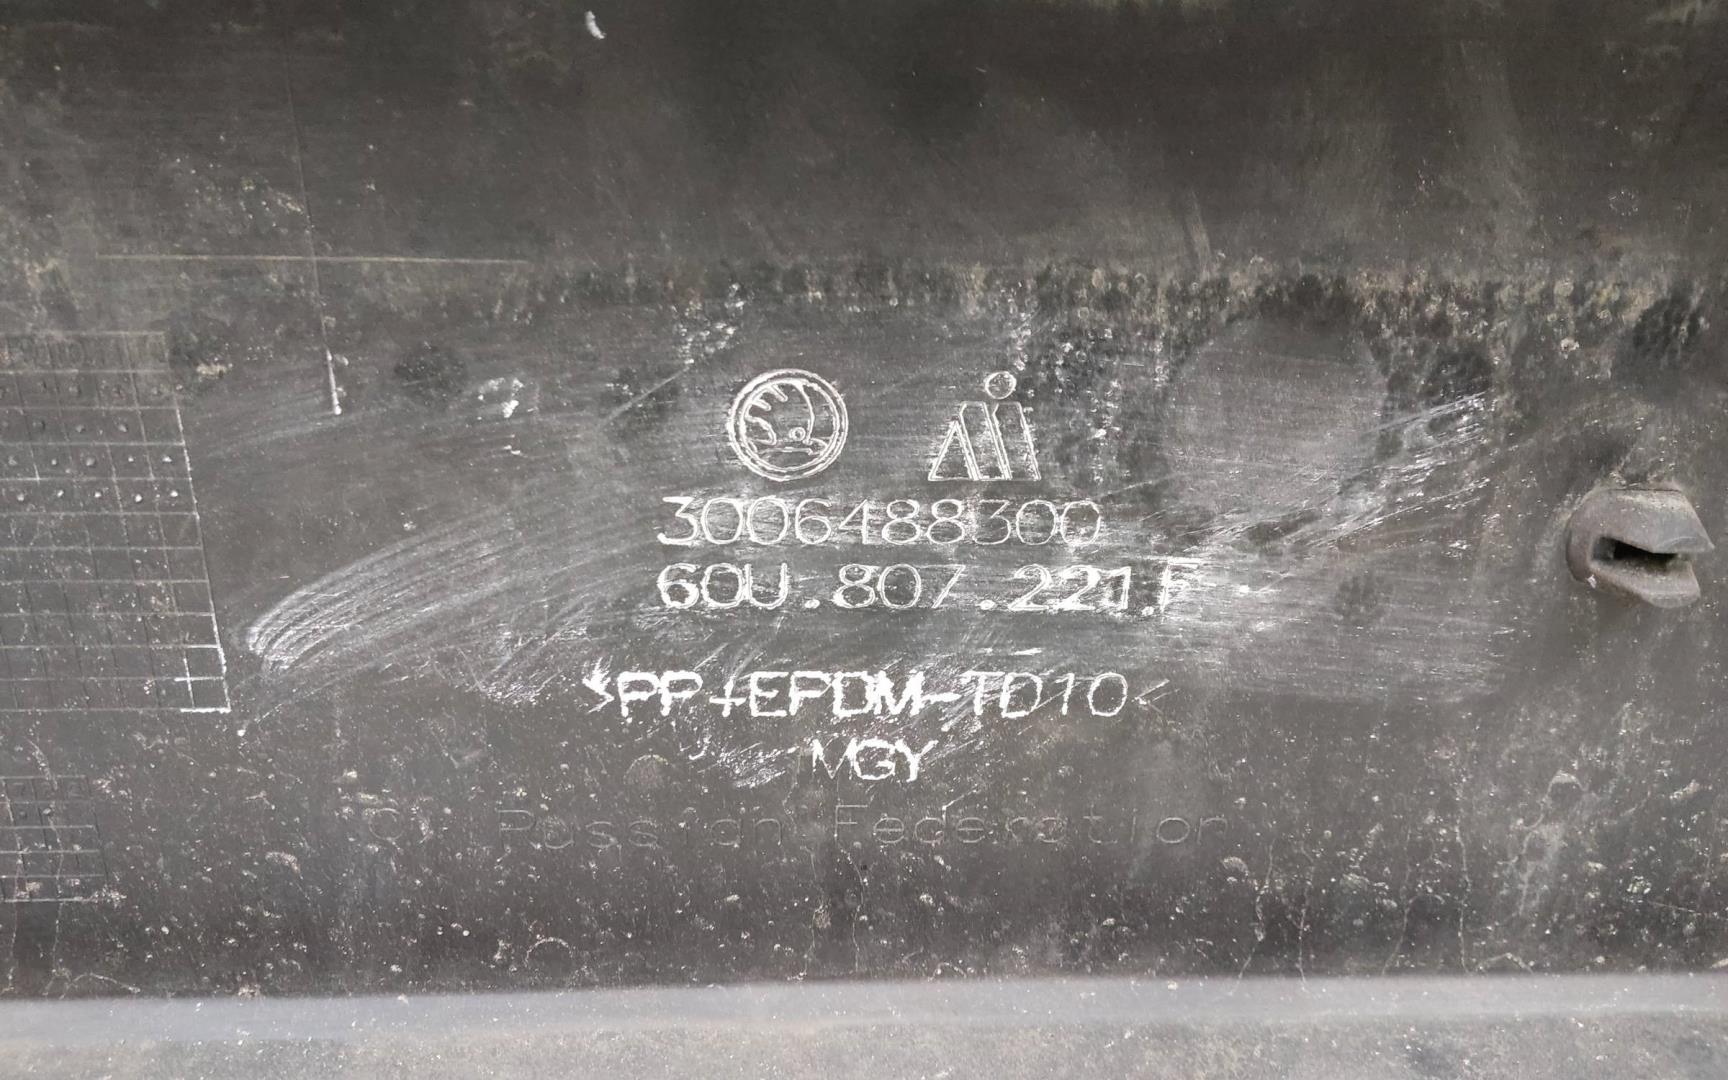 3006488300
60U.807.221.F
>PP+EPDM-TD10<
MGY
Russian Federation